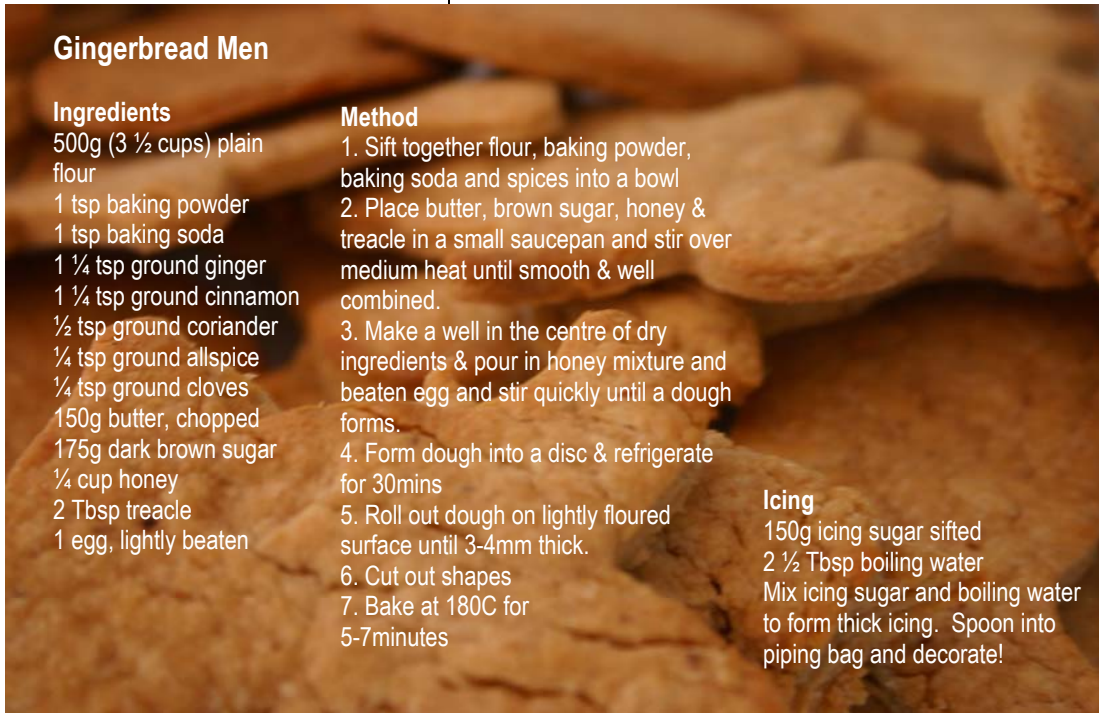 Gingerbread Men
Ingredients
500g (3 ½ cups) plain
flour
1 tsp baking powder
1 tsp baking soda
1 ¼ tsp ground ginger
1 ¼ tsp ground cinnamon
½ tsp ground coriander
¼ tsp ground allspice
¼ tsp ground cloves
150g butter, chopped
175g dark brown sugar
¼ cup honey
2 Tbsp treacle
1 egg, lightly beaten
Method
1. Sift together flour, baking powder,
baking soda and spices into a bowl
2. Place butter, brown sugar, honey &
treacle in a small saucepan and stir over
medium heat until smooth & well
combined.
3. Make a well in the centre of dry
ingredients & pour in honey mixture and
beaten egg and stir quickly until a dough
forms.
4. Form dough into a disc & refrigerate
for 30mins
5. Roll out dough on lightly floured
surface until 3-4mm thick.
6. Cut out shapes
7. Bake at 180C for
5-7minutes
Icing
150g icing sugar sifted
2 ½ Tbsp boiling water
Mix icing sugar and boiling water
to form thick icing.  Spoon into
piping bag and decorate!